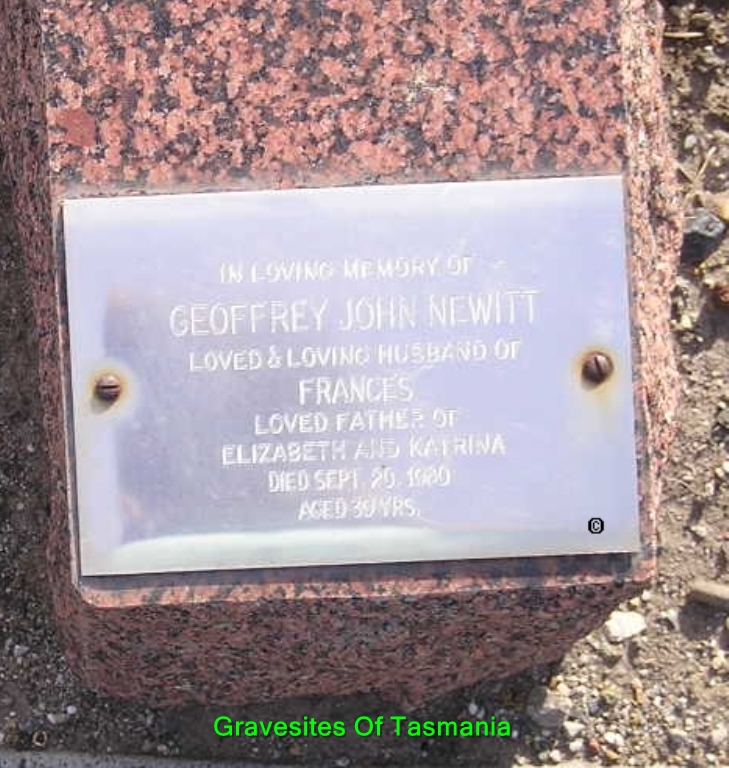 IN LOVING MEMORY OF
GEOFFREY JOHN NEWITT
LOVED & LOVING HUSBAND OF
FRANCES
LOVED FATHER OF
ELIZABETH AND KATRINA
DIED SEPT. 20. 1980
AGED 39 YRS.
©
Gravesites Of Tasmania